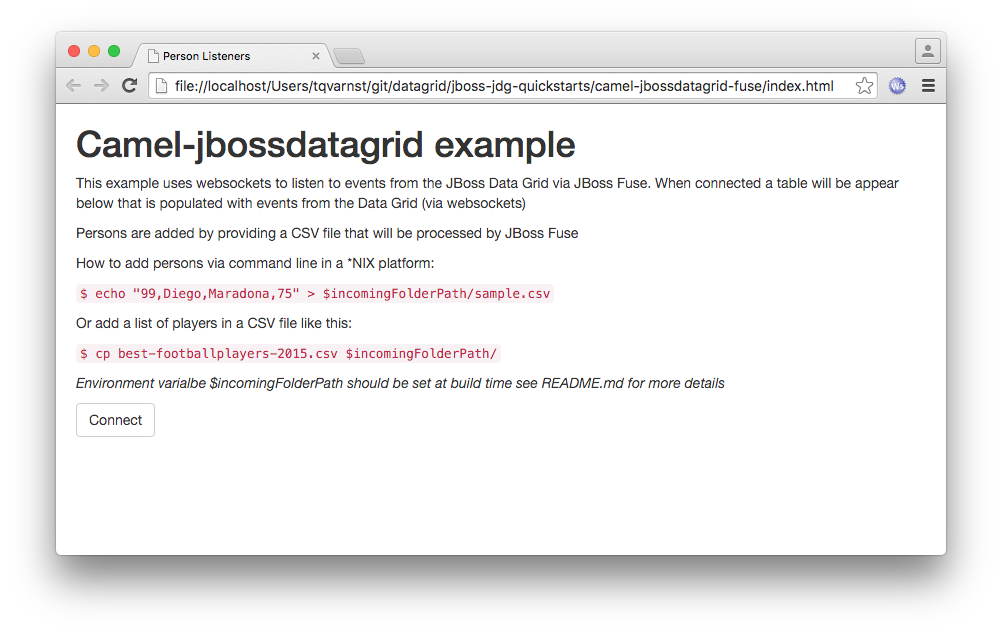 Person Listeners
file://localhost/Users/tqvarnst/git/datagrid/jboss-jdg-quickstarts/camel-jbossdatagrid-fuse/index.html
Ws
Camel-jbossdatagrid example
This example uses websockets to listen to events from the JBoss Data Grid via JBoss Fuse. When connected a table will be appear
below that is populated with events from the Data Grid (via websockets)
Persons are added by providing a CSV file that will be processed by JBoss Fuse
How to add persons via command line in a *NIX platform:
$ echo "99,Diego,Maradona,75" > $incomingFolderPath/sample.csv
Or add a list of players in a CSV file like this:
$ cp best-footballplayers-2015.csv $incomingFolderPath/
Environment varialbe $incomingFolderPath should be set at build time see README.md for more details
Connect